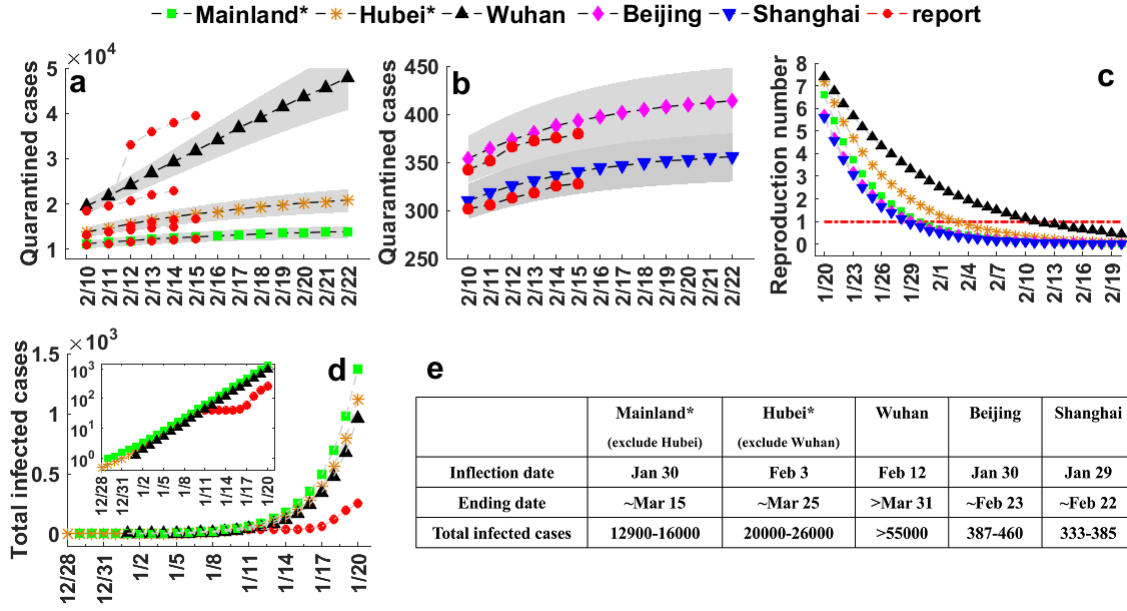 Mainland* Hubei* Wuhan Beijing Shanghai report
×10^4
a
Quarantined cases
5
4
3
2
1
2/10 2/11 2/12 2/13 2/14 2/15 2/16 2/17 2/18 2/19 2/20 2/21 2/22
b
Quarantined cases
450
400
350
300
250
2/10 2/11 2/12 2/13 2/14 2/15 2/16 2/17 2/18 2/19 2/20 2/21 2/22
c
Reproduction number
8
7
6
5
4
3
2
1
0
1/20 1/23 1/26 1/29 2/1 2/4 2/7 2/10 2/13 2/16 2/19
×10^3
d
Total infected cases
1.5
1
0.5
0
12/28 12/31 1/2 1/5 1/8 1/11 1/14 1/17 1/20
10^3
10^2
10^1
10^0
12/28 12/31 1/2 1/5 1/8 1/11 1/14 1/17 1/20
e
Mainland* Hubei* Wuhan Beijing Shanghai
(exclude Hubei) (exclude Wuhan)
Inflection date Jan 30 Feb 3 Feb 12 Jan 30 Jan 29
Ending date ~Mar 15 ~Mar 25 >Mar 31 ~Feb 23 ~Feb 22
Total infected cases 12900-16000 20000-26000 >55000 387-460 333-385